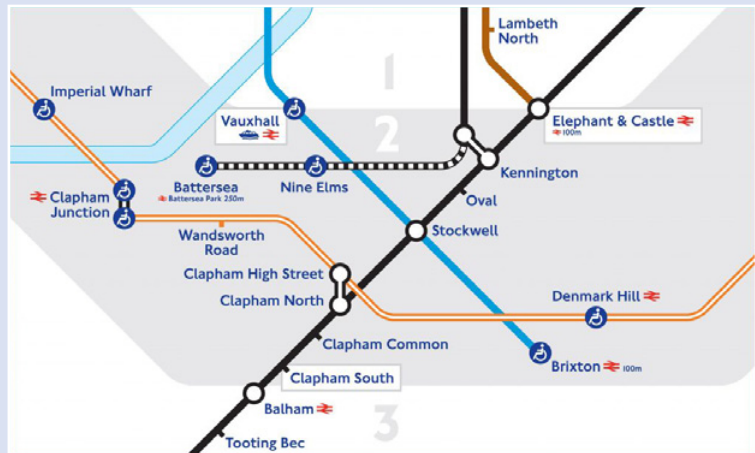 Lambeth
North
1
Imperial Wharf
Vauxhall
2
Elephant & Castle
100m
Battersea
Battersea Park 250m
Nine Elms
Kennington
Clapham
Junction
Oval
Wandsworth
Road
Stockwell
Clapham High Street
Clapham North
Denmark Hill
Clapham Common
Brixton
100m
Clapham South
Balham
3
Tooting Bec